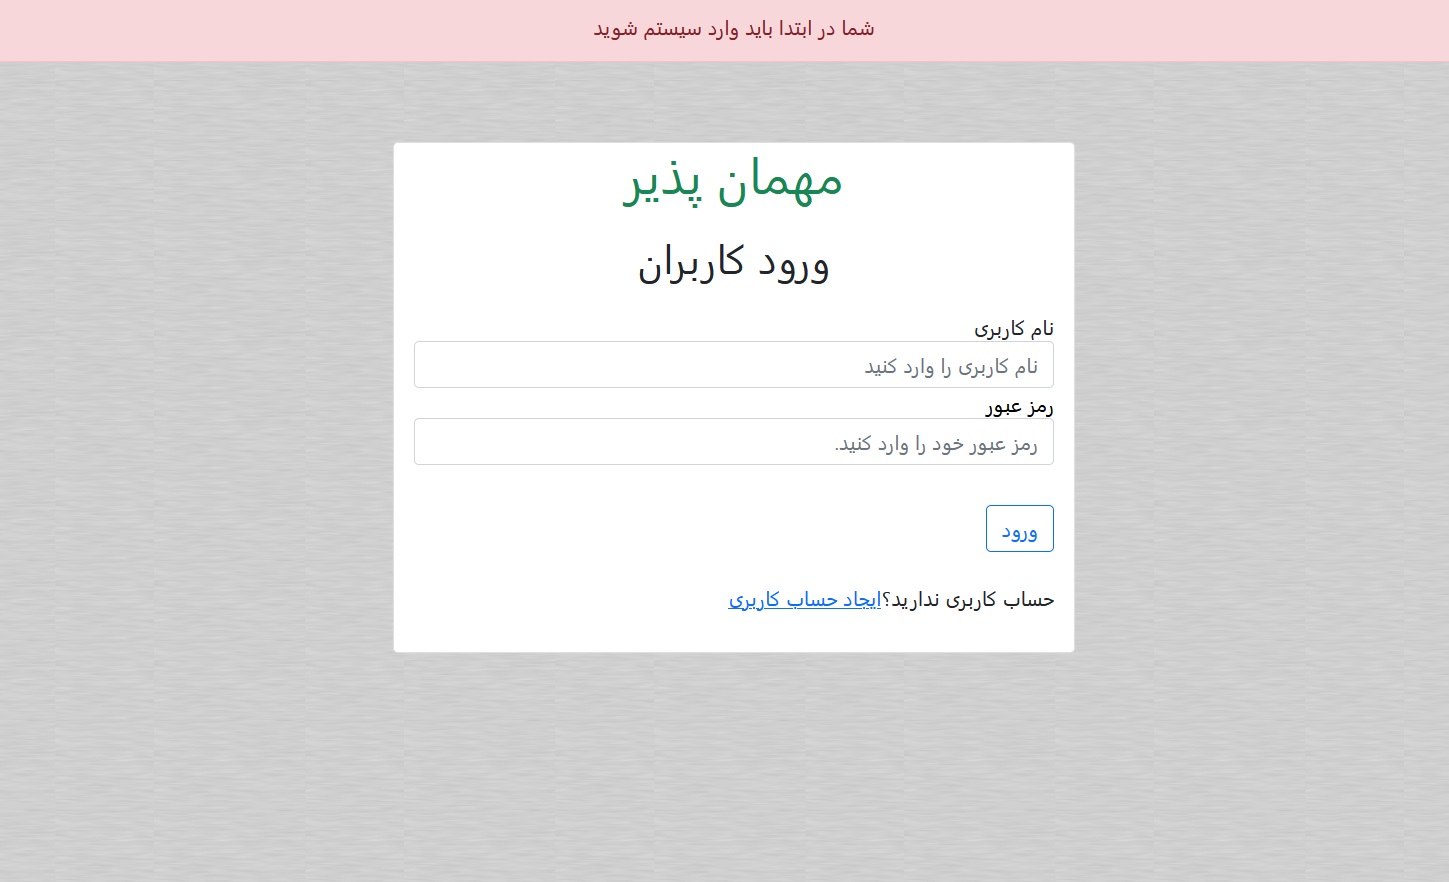 شما در ابتدا باید وارد سیستم شوید
مهمان پذیر
ورود کاربران
نام کاربری
نام کاربری را وارد کنید
رمز عبور
رمز عبور خود را وارد کنید.
ورود
حساب کاربری ندارید؟ایجاد حساب کاربری